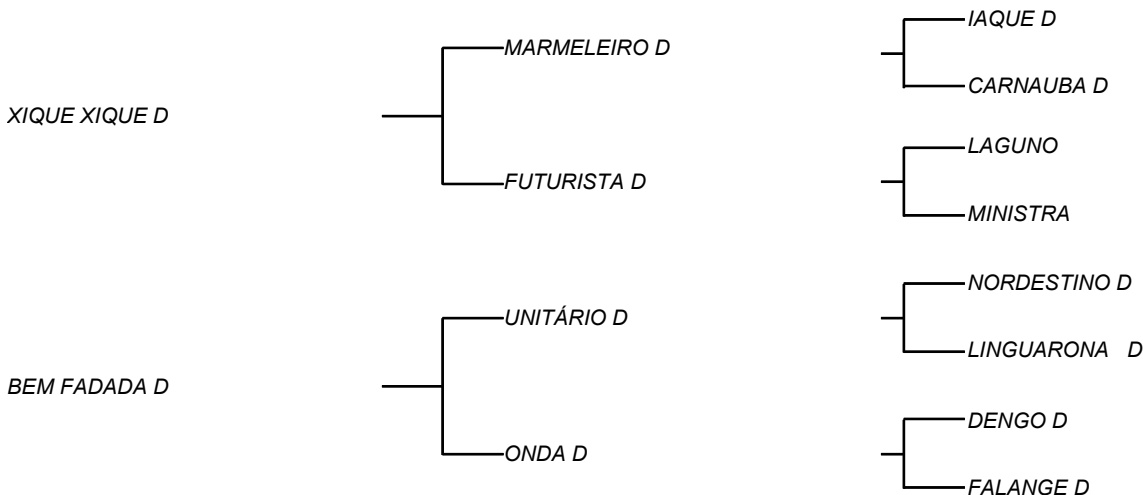 IAQUE D
MARMELEIRO D
CARNAUBA D
XIQUE XIQUE D
LAGUNO
FUTURISTA D
MINISTRA
NORDESTINO D
UNITÁRIO D
LINGUARONA D
BEM FADADA D
DENGO D
ONDA D
FALANGE D